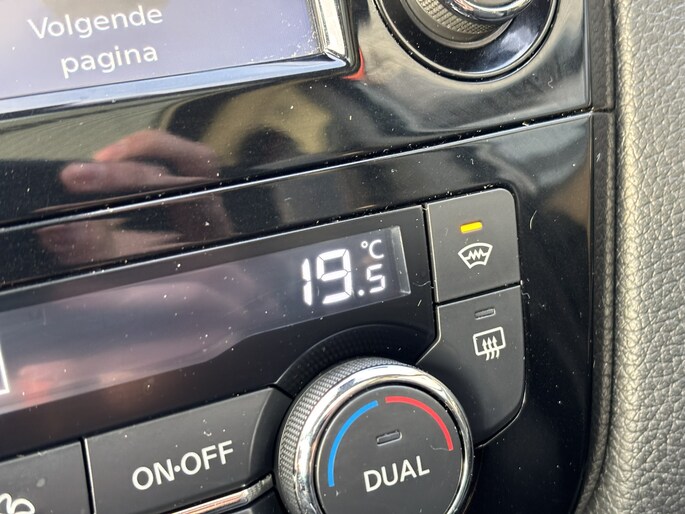 Volgende
pagina
19.5 °C
ON•OFF
DUAL